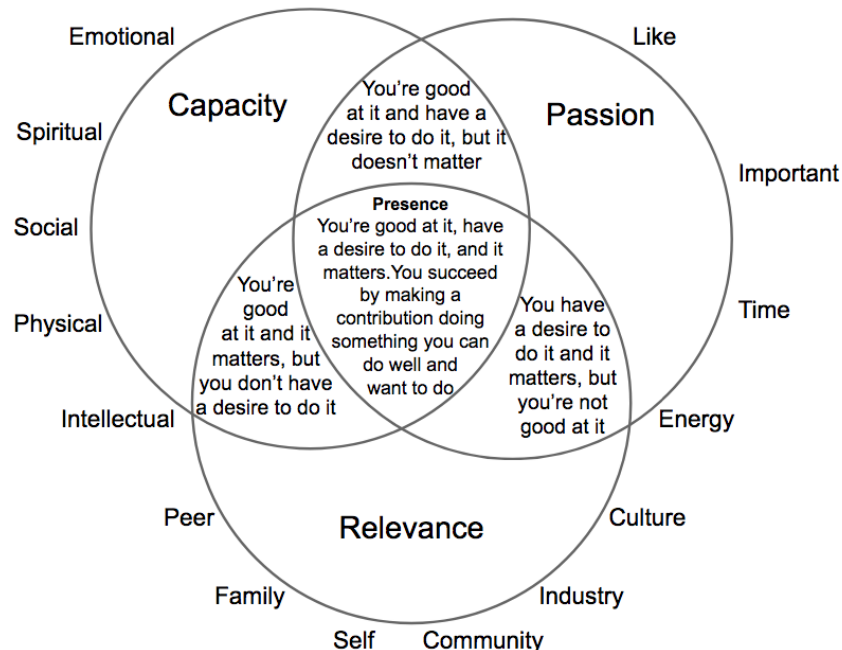 Emotional
Like
Capacity
You're good
at it and have a
desire to do it, but it
doesn't matter
Passion
Spiritual
Important
Social
Presence
You're good at it, have
a desire to do it, and it
matters.You succeed
by making a
contribution doing
something you can
do well and
want to do
You're
good
at it and it
matters, but
you don't have
a desire to do it
You have
a desire to
do it and it
matters, but
you're not
good at it
Physical
Time
Intellectual
Energy
Peer
Relevance
Culture
Family
Industry
Self
Community